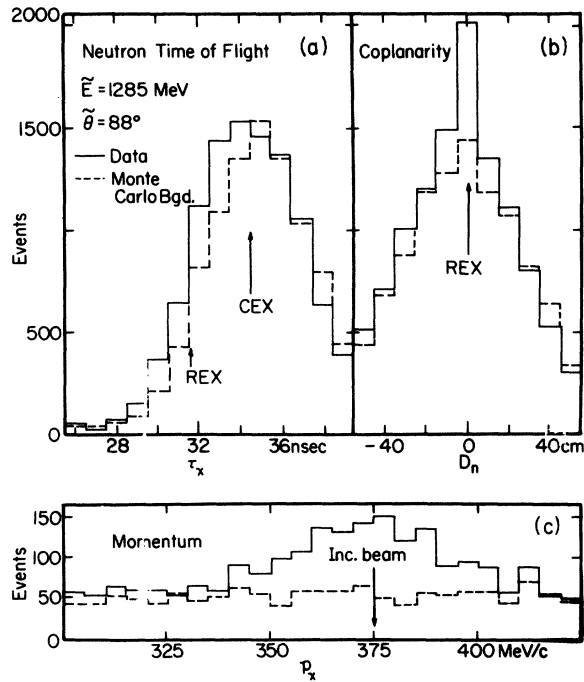 2000
Neutron Time of Flight (a)
Coplanarity (b)
Ẽ = 1285 MeV
θ̃ = 88°
1500
Data
Monte
Carlo Bgd.
Events
1000
CEX
REX
500
REX
0
28 32 36nsec
τx
-40 0 40cm
Dn
150
Momentum
(c)
Inc. beam
Events
100
50
0
325 350 375 400 MeV/c
px